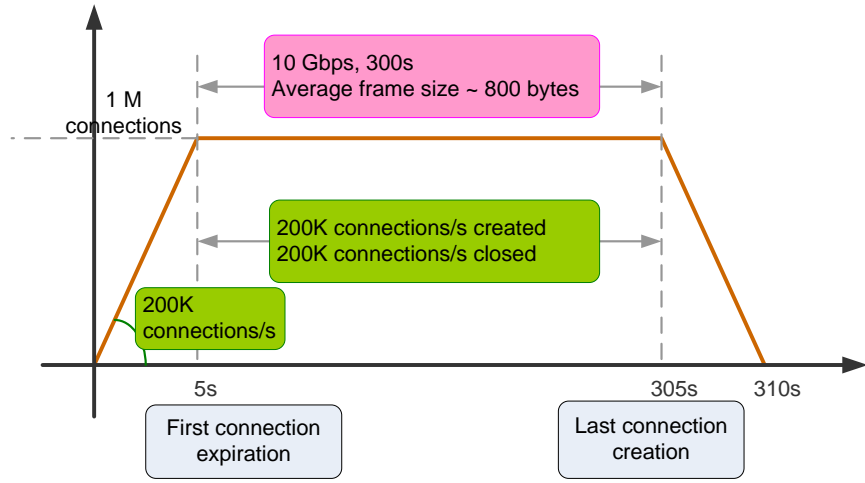 10 Gbps, 300s
Average frame size ~ 800 bytes
1 M
connections
200K connections/s created
200K connections/s closed
200K
connections/s
5s
305s
310s
First connection
expiration
Last connection
creation